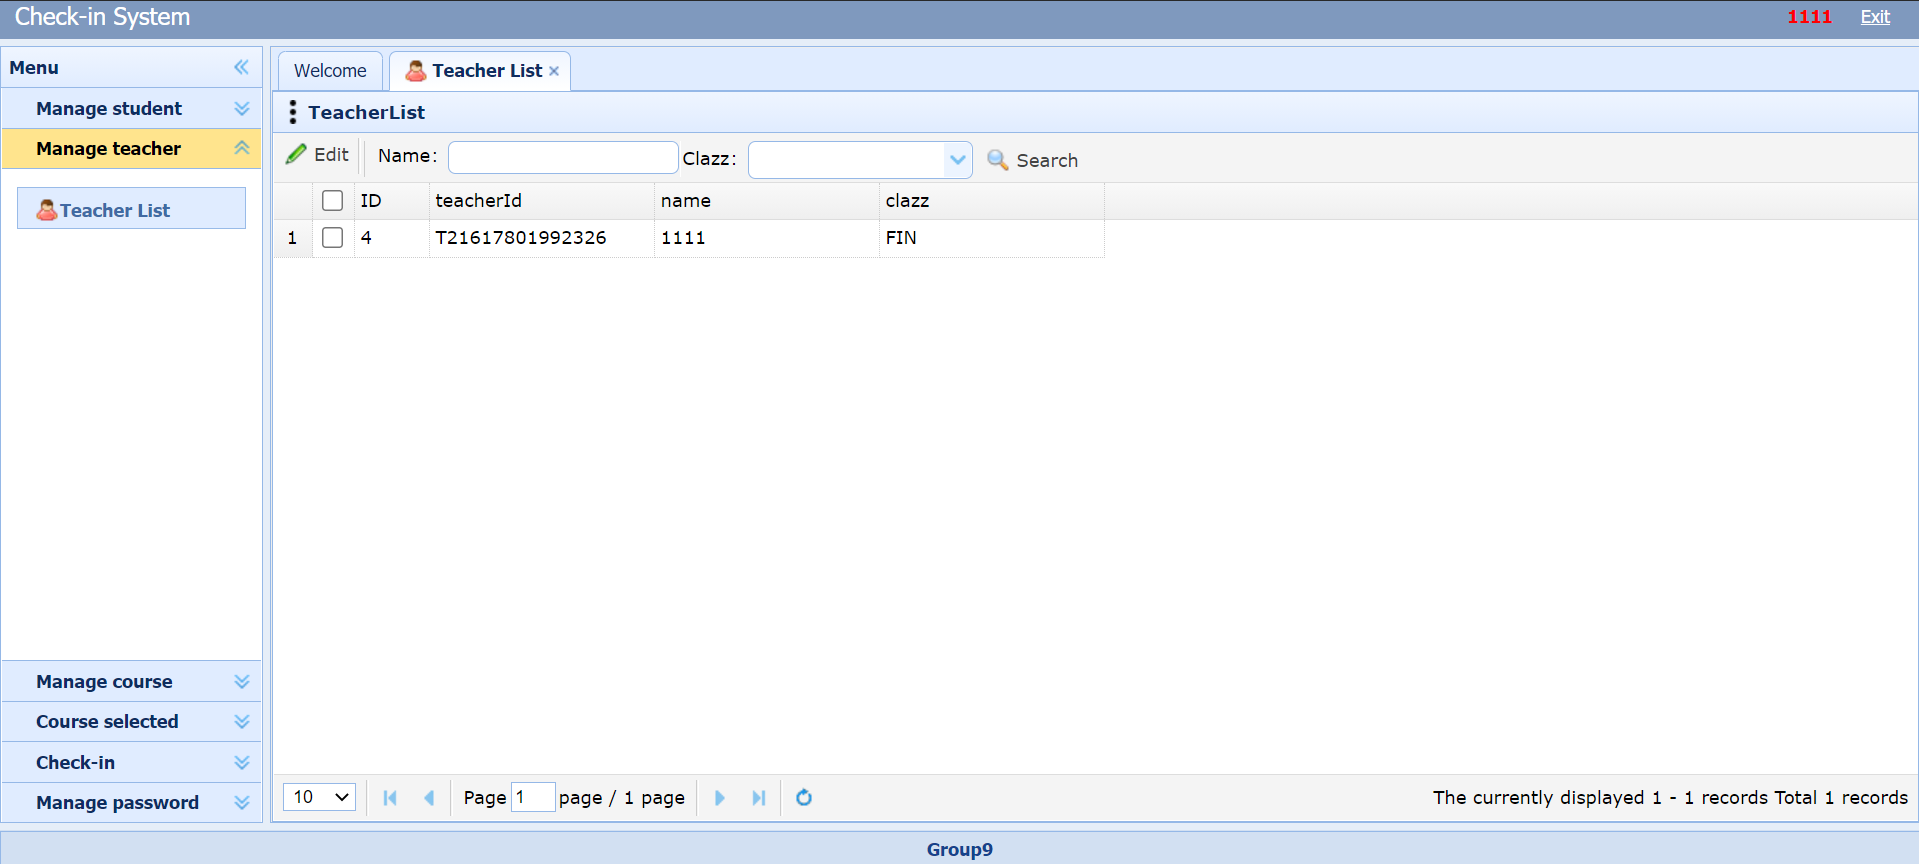 Check-in System
1111 Exit
Menu
Manage student
Manage teacher
Teacher List
Manage course
Course selected
Check-in
Manage password
Welcome
Teacher List
TeacherList
Edit Name: Clazz: Search
ID teacherId name clazz
1 4 T21617801992326 1111 FIN
10 Page 1 page / 1 page The currently displayed 1 - 1 records Total 1 records
Group9